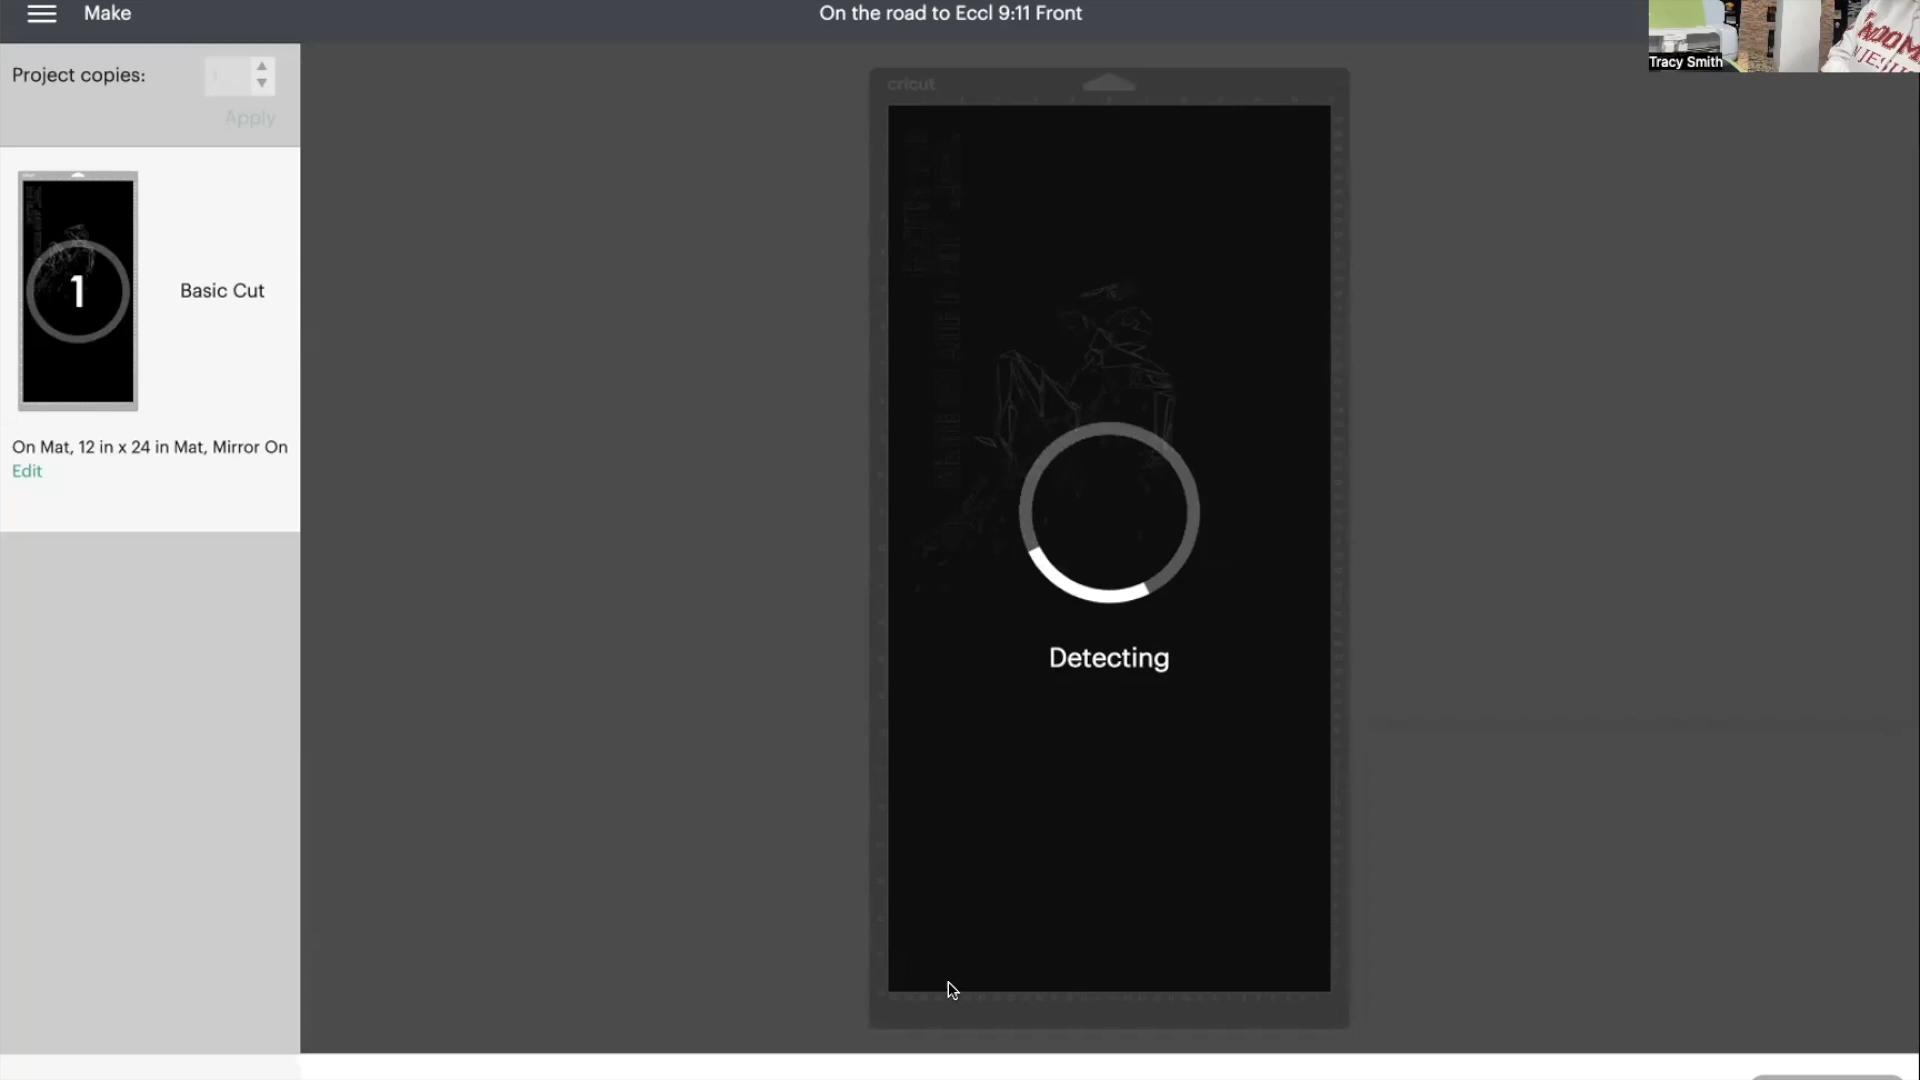 Make
On the road to Eccl 9:11 Front
Tracy Smith
Project copies:
Apply
cricut
1
Basic Cut
On Mat, 12 in x 24 in Mat, Mirror On
Edit
Detecting